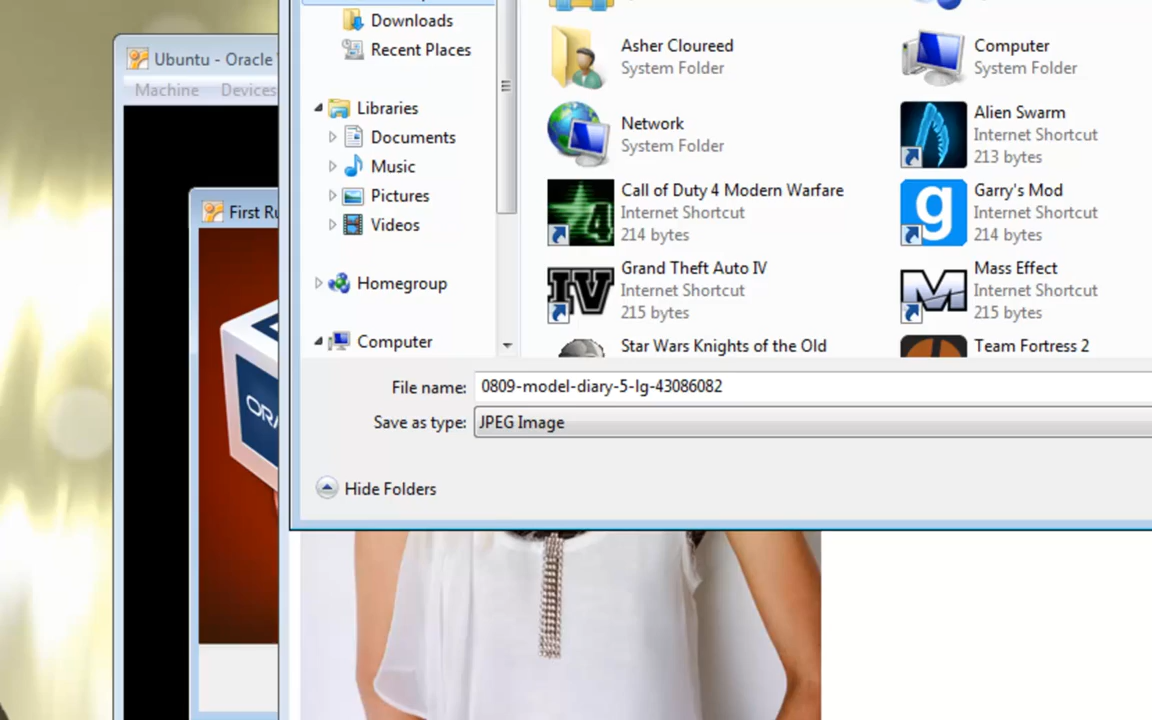 Downloads
Recent Places
Libraries
Documents
Music
Pictures
Videos
Homegroup
Computer
Asher Cloureed
System Folder
Computer
System Folder
Network
System Folder
Alien Swarm
Internet Shortcut
213 bytes
Call of Duty 4 Modern Warfare
Internet Shortcut
214 bytes
Garry's Mod
Internet Shortcut
214 bytes
Grand Theft Auto IV
Internet Shortcut
215 bytes
Mass Effect
Internet Shortcut
215 bytes
Star Wars Knights of the Old
Team Fortress 2
File name: 0809-model-diary-5-lg-43086082
Save as type: JPEG Image
Hide Folders
Ubuntu - Oracle
Machine Devices
First